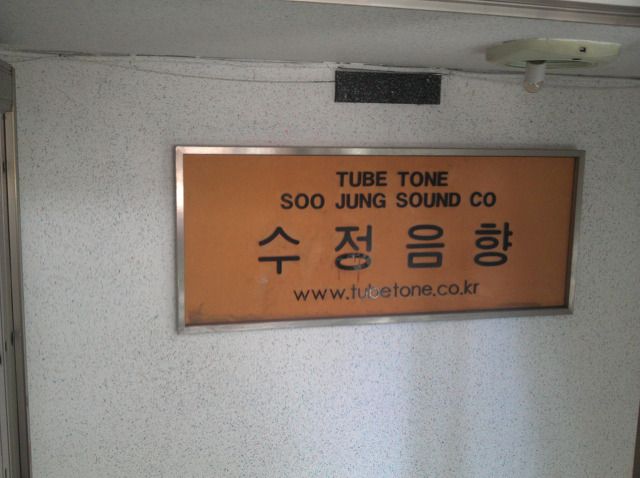 TUBE TONE
SOO JUNG SOUND CO
수정음향
www.tubetone.co.kr